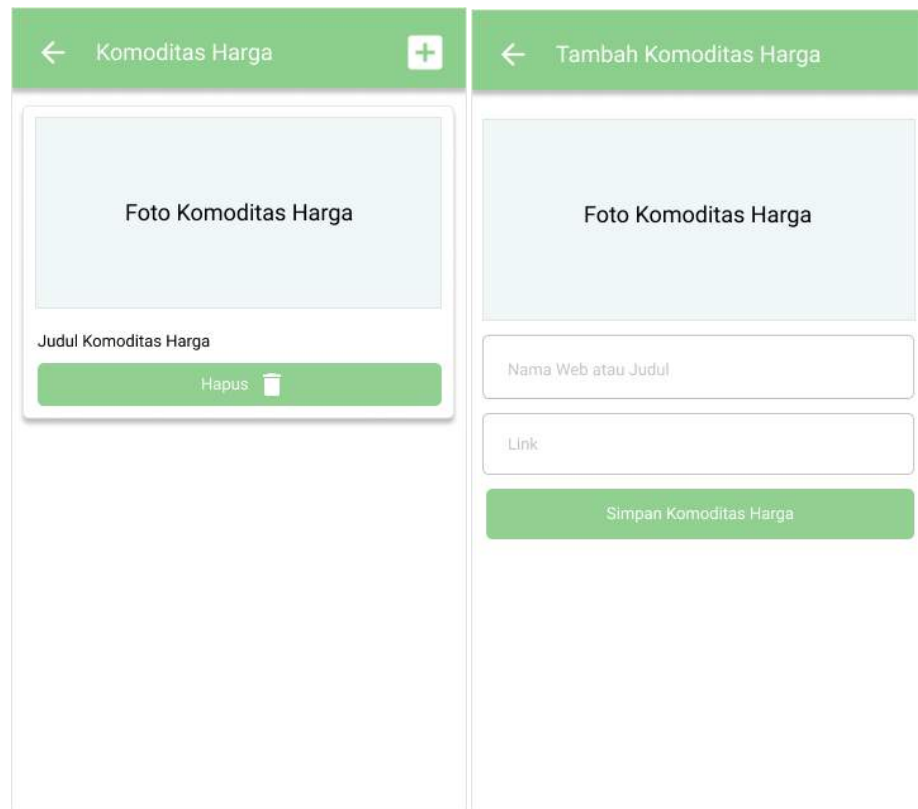 Komoditas Harga
Foto Komoditas Harga
Judul Komoditas Harga
Hapus
Tambah Komoditas Harga
Foto Komoditas Harga
Nama Web atau Judul
Link
Simpan Komoditas Harga